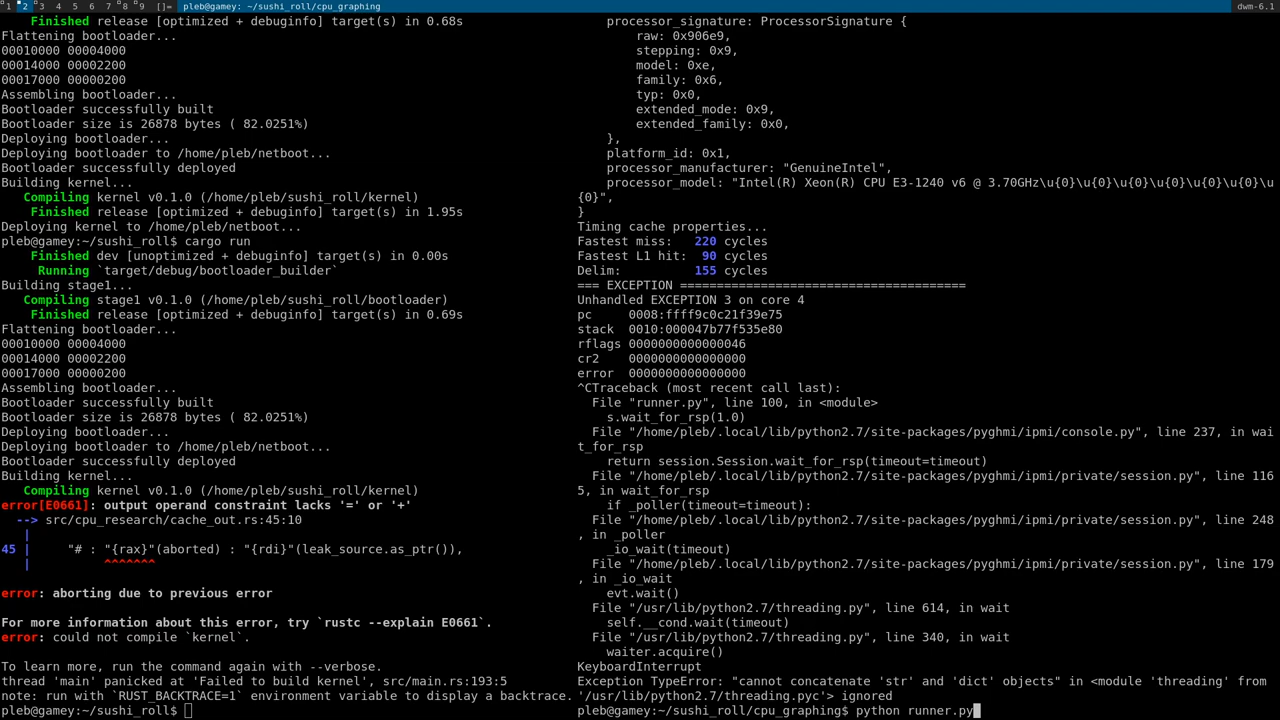 1 2 3 4 5 6 7 8 9 []= pleb@gamey: ~/sushi_roll/cpu_graphing dwm-6.1
Finished release [optimized + debuginfo] target(s) in 0.68s
Flattening bootloader...
00010000 00004000
00014000 00002200
00017000 00000200
Assembling bootloader...
Bootloader successfully built
Bootloader size is 26878 bytes ( 82.0251%)
Deploying bootloader...
Deploying bootloader to /home/pleb/netboot...
Bootloader successfully deployed
Building kernel...
Compiling kernel v0.1.0 (/home/pleb/sushi_roll/kernel)
Finished release [optimized + debuginfo] target(s) in 1.95s
Deploying kernel to /home/pleb/netboot...
pleb@gamey:~/sushi_roll$ cargo run
Finished dev [unoptimized + debuginfo] target(s) in 0.00s
Running `target/debug/bootloader_builder`
Building stage1...
Compiling stage1 v0.1.0 (/home/pleb/sushi_roll/bootloader)
Finished release [optimized + debuginfo] target(s) in 0.69s
Flattening bootloader...
00010000 00004000
00014000 00002200
00017000 00000200
Assembling bootloader...
Bootloader successfully built
Bootloader size is 26878 bytes ( 82.0251%)
Deploying bootloader...
Deploying bootloader to /home/pleb/netboot...
Bootloader successfully deployed
Building kernel...
Compiling kernel v0.1.0 (/home/pleb/sushi_roll/kernel)
error[E0661]: output operand constraint lacks '=' or '+'
--> src/cpu_research/cache_out.rs:45:10
|
45 | "# : "{rax}"(aborted) : "{rdi}"(leak_source.as_ptr()),
| ^^^^^^^
error: aborting due to previous error
For more information about this error, try `rustc --explain E0661`.
error: could not compile `kernel`.
To learn more, run the command again with --verbose.
thread 'main' panicked at 'Failed to build kernel', src/main.rs:193:5
note: run with `RUST_BACKTRACE=1` environment variable to display a backtrace.
pleb@gamey:~/sushi_roll$
processor_signature: ProcessorSignature {
raw: 0x906e9,
stepping: 0x9,
model: 0xe,
family: 0x6,
typ: 0x0,
extended_mode: 0x9,
extended_family: 0x0,
},
platform_id: 0x1,
processor_manufacturer: "GenuineIntel",
processor_model: "Intel(R) Xeon(R) CPU E3-1240 v6 @ 3.70GHz\u{0}\u{0}\u{0}\u{0}\u{0}\u{0}\u
{0}",
}
Timing cache properties...
Fastest miss: 220 cycles
Fastest L1 hit: 90 cycles
Delim: 155 cycles
=== EXCEPTION =======================================
Unhandled EXCEPTION 3 on core 4
pc 0008:ffff9c0c21f39e75
stack 0010:000047b77f535e80
rflags 0000000000000046
cr2 0000000000000000
error 0000000000000000
^CTraceback (most recent call last):
File "runner.py", line 100, in <module>
s.wait_for_rsp(1.0)
File "/home/pleb/.local/lib/python2.7/site-packages/pyghmi/ipmi/console.py", line 237, in wai
t_for_rsp
return session.Session.wait_for_rsp(timeout=timeout)
File "/home/pleb/.local/lib/python2.7/site-packages/pyghmi/ipmi/private/session.py", line 116
5, in wait_for_rsp
if _poller(timeout=timeout):
File "/home/pleb/.local/lib/python2.7/site-packages/pyghmi/ipmi/private/session.py", line 248
, in _poller
_io_wait(timeout)
File "/home/pleb/.local/lib/python2.7/site-packages/pyghmi/ipmi/private/session.py", line 179
, in _io_wait
evt.wait()
File "/usr/lib/python2.7/threading.py", line 614, in wait
self.__cond.wait(timeout)
File "/usr/lib/python2.7/threading.py", line 340, in wait
waiter.acquire()
KeyboardInterrupt
Exception TypeError: "cannot concatenate 'str' and 'dict' objects" in <module 'threading' from
'/usr/lib/python2.7/threading.pyc'> ignored
pleb@gamey:~/sushi_roll/cpu_graphing$ python runner.py